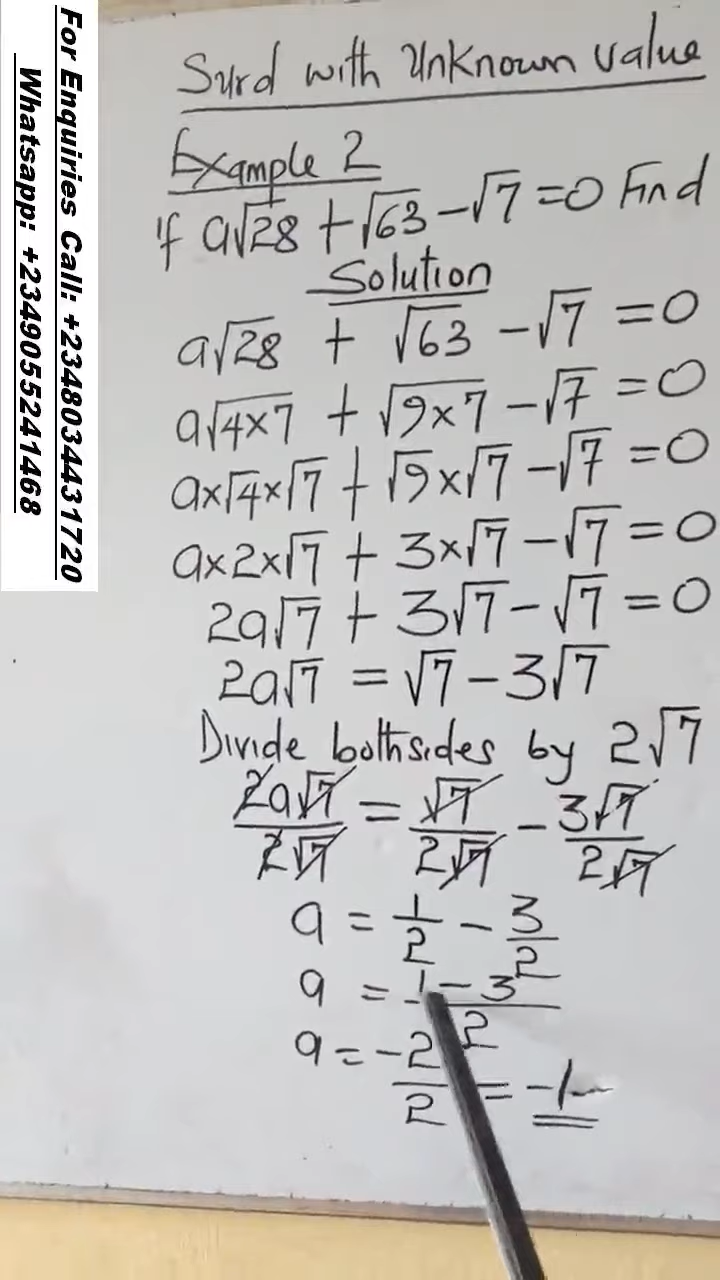 For Enquiries Call: +2348034431720
Whatsapp: +2349055241468
Surd with Unknown value
Example 2
If a√28 + √63 - √7 = 0 Find
Solution
a√28 + √63 - √7 = 0
a√4×7 + √9×7 - √7 = 0
a×√4×√7 + √9×√7 - √7 = 0
a×2×√7 + 3×√7 - √7 = 0
2a√7 + 3√7 - √7 = 0
2a√7 = √7 - 3√7
Divide both sides by 2√7
2a√7/2√7 = √7/2√7 - 3√7/2√7
a = 1/2 - 3/2
a = 1-3/2
a = -2/2 = -1